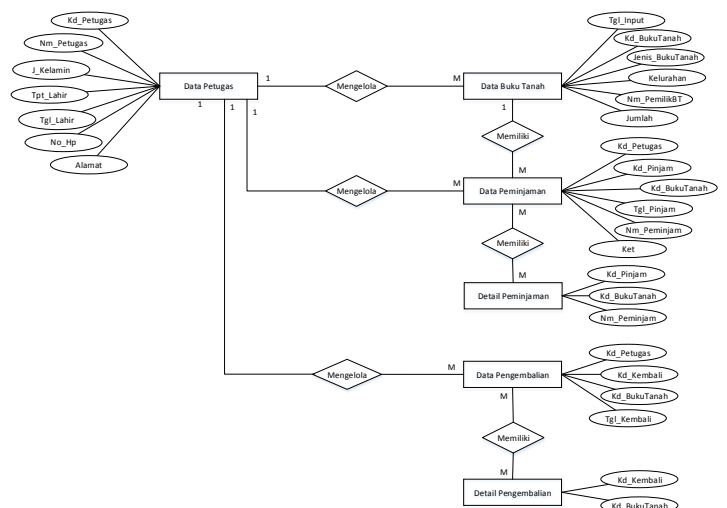 Kd_Petugas
Nm_Petugas
J_Kelamin
Tpt_Lahir
Tgl_Lahir
No_Hp
Alamat
Data Petugas
1
1
1
1
Mengelola
M
Data Buku Tanah
Tgl_Input
Kd_BukuTanah
Jenis_BukuTanah
Kelurahan
Nm_PemilikBT
Jumlah
1
Memiliki
M
Mengelola
M
Data Peminjaman
Kd_Petugas
Kd_Pinjam
Kd_BukuTanah
Tgl_Pinjam
Nm_Peminjam
Ket
M
Memiliki
M
Detail Peminjaman
Kd_Pinjam
Kd_BukuTanah
Nm_Peminjam
Mengelola
M
Data Pengembalian
Kd_Petugas
Kd_Kembali
Kd_BukuTanah
Tgl_Kembali
M
Memiliki
M
Detail Pengembalian
Kd_Kembali
Kd_BukuTanah